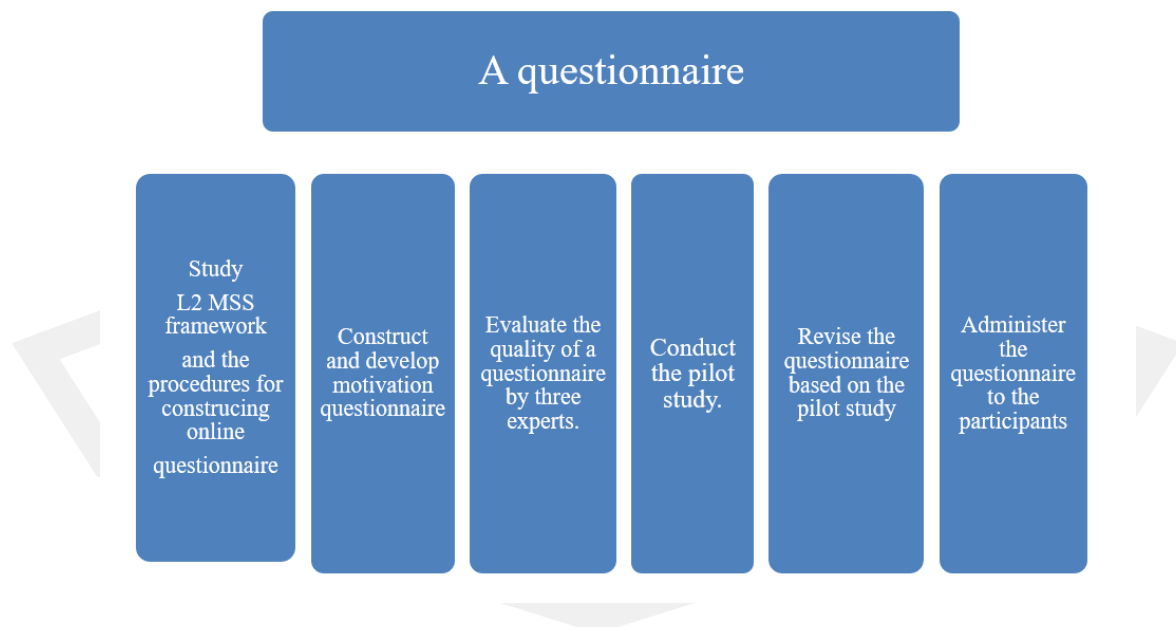 A questionnaire
Study
L2 MSS
framework
and the
procedures for
construcing
online
questionnaire
Construct
and develop
motivation
questionnaire
Evaluate the
quality of a
questionnaire
by three
experts.
Conduct
the pilot
study.
Revise the
questionnaire
based on the
pilot study
Administer
the
questionnaire
to the
participants